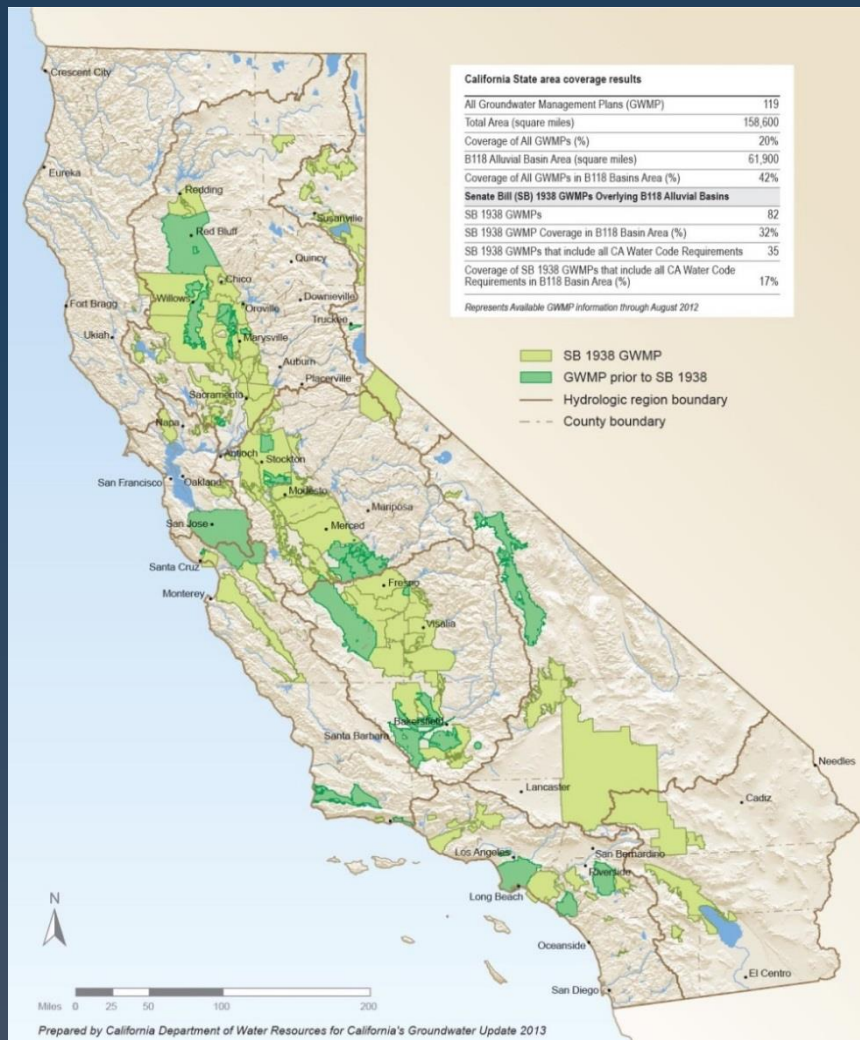 California State area coverage results
All Groundwater Management Plans (GWMP) 119
Total Area (square miles) 158,600
Coverage of All GWMPs (%) 20%
B118 Alluvial Basin Area (square miles) 61,900
Coverage of All GWMPs in B118 Basins Area (%) 42%
Senate Bill (SB) 1938 GWMPs Overlying B118 Alluvial Basins
SB 1938 GWMPs 82
SB 1938 GWMP Coverage in B118 Basin Area (%) 32%
SB 1938 GWMPs that include all CA Water Code Requirements 35
Coverage of SB 1938 GWMPs that include all CA Water Code
Requirements in B118 Basin Area (%) 17%
Represents Available GWMP information through August 2012
SB 1938 GWMP
GWMP prior to SB 1938
Hydrologic region boundary
County boundary
Crescent City
Eureka
Redding
Susanville
Red Bluff
Quincy
Chico
Fort Bragg
Willows
Oroville
Downieville
Truckee
Ukiah
Marysville
Auburn
Placerville
Sacramento
Napa
Antioch
Stockton
San Francisco
Oakland
Modesto
Mariposa
San Jose
Merced
Santa Cruz
Fresno
Monterey
Visalia
Bakersfield
Santa Barbara
Needles
Lancaster
Cadiz
Los Angeles
San Bernardino
Riverside
Long Beach
Oceanside
El Centro
San Diego
N
Miles 0 25 50 100 200
Prepared by California Department of Water Resources for California's Groundwater Update 2013